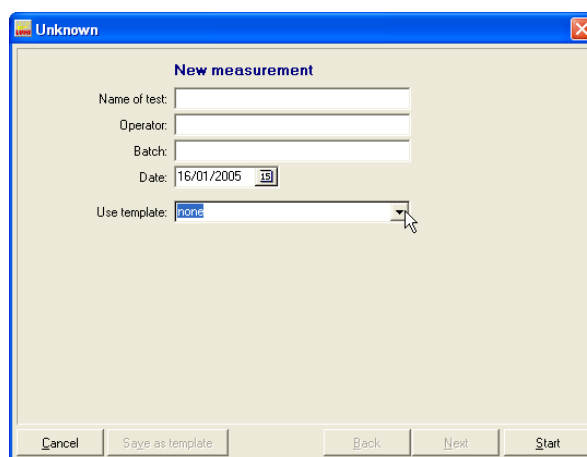 Unknown
New measurement
Name of test:
Operator:
Batch:
Date: 16/01/2005 15
Use template: none
Cancel Save as template Back Next Start